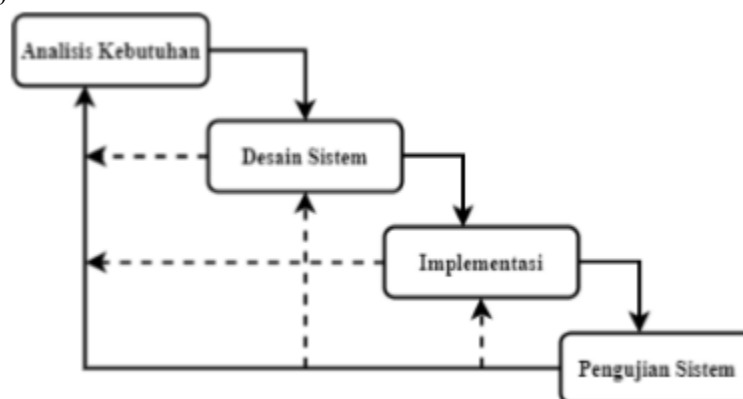 Analisis Kebutuhan
Desain Sistem
Implementasi
Pengujian Sistem